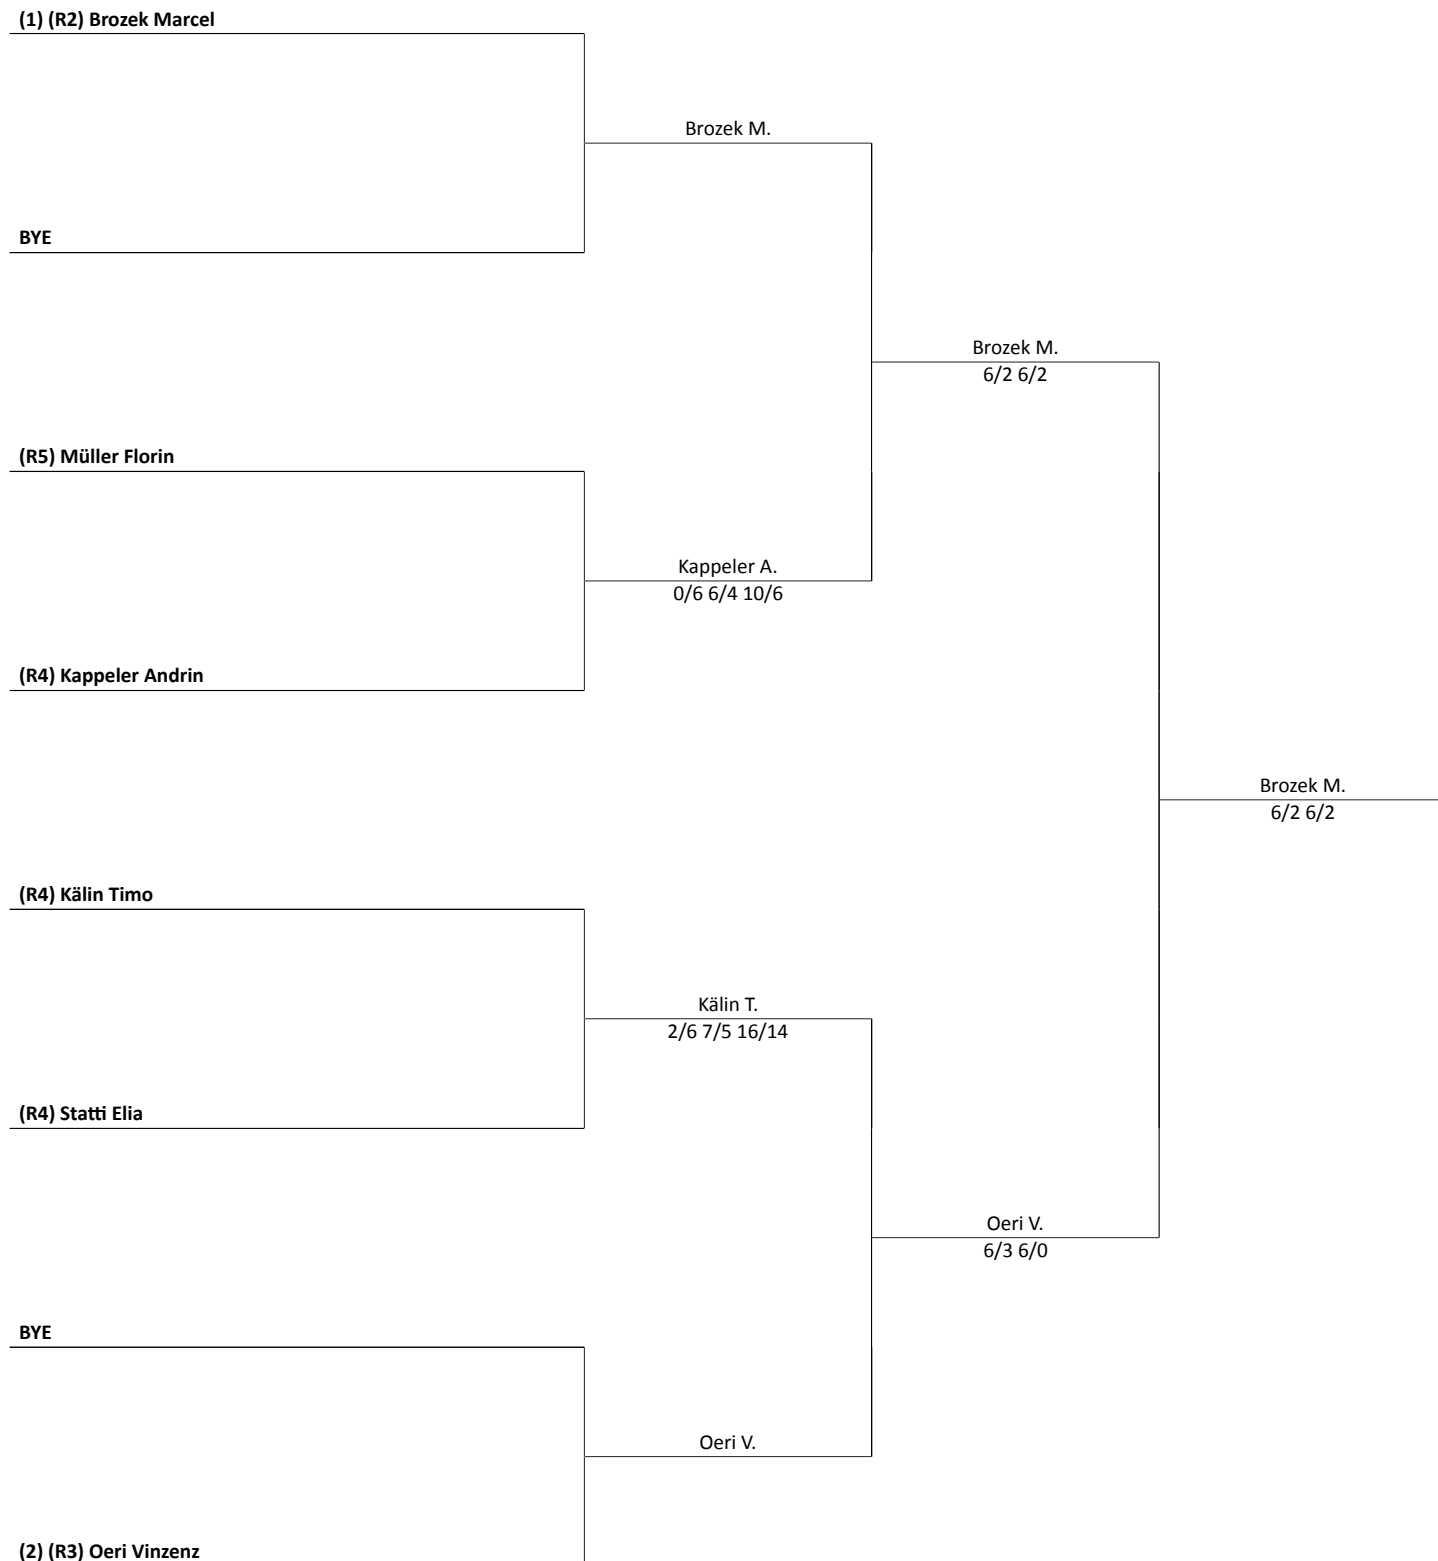 (1) (R2) Brozek Marcel
Brozek M.
BYE
Brozek M.
6/2 6/2
(R5) Müller Florin
Kappeler A.
0/6 6/4 10/6
(R4) Kappeler Andrin
Brozek M.
6/2 6/2
(R4) Kälin Timo
Kälin T.
2/6 7/5 16/14
(R4) Statti Elia
Oeri V.
6/3 6/0
BYE
Oeri V.
(2) (R3) Oeri Vinzenz